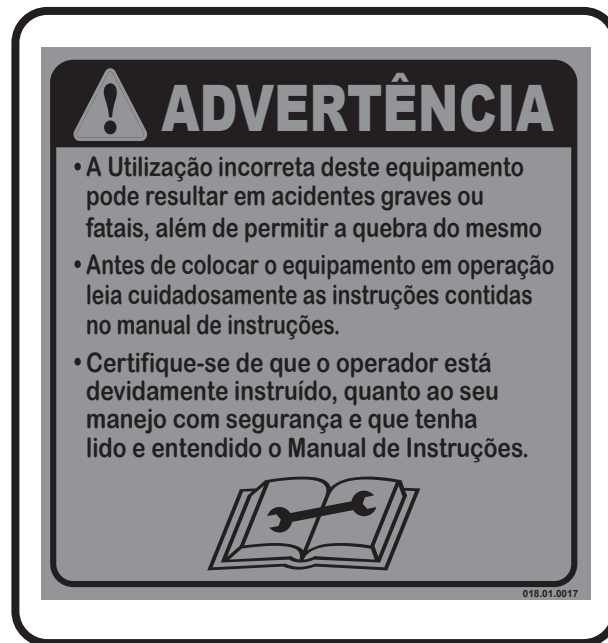 ADVERTÊNCIA
• A Utilização incorreta deste equipamento
pode resultar em acidentes graves ou
fatais, além de permitir a quebra do mesmo
• Antes de colocar o equipamento em operação
leia cuidadosamente as instruções contidas
no manual de instruções.
• Certifique-se de que o operador está
devidamente instruído, quanto ao seu
manejo com segurança e que tenha
lido e entendido o Manual de Instruções.
018.01.0017